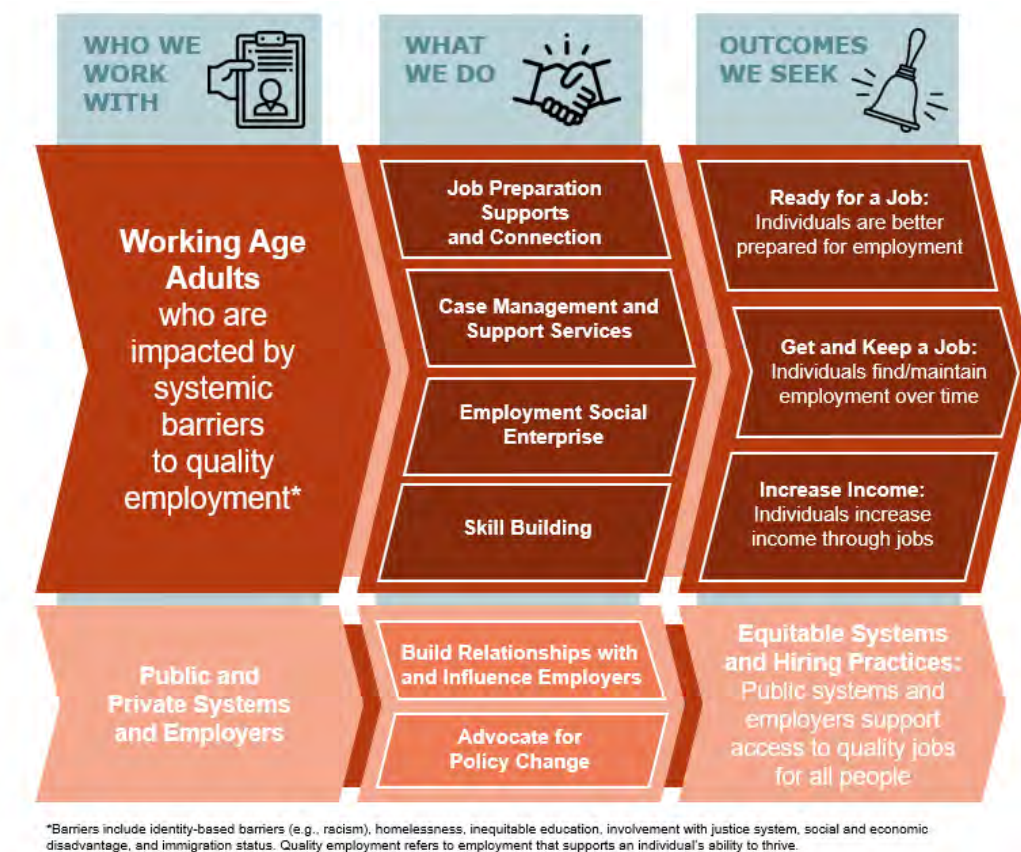 WHO WE
WORK
WITH
WHAT
WE DO
OUTCOMES
WE SEEK
Working Age
Adults
who are
impacted by
systemic
barriers
to quality
employment*
Job Preparation
Supports
and Connection
Case Management and
Support Services
Employment Social
Enterprise
Skill Building
Ready for a Job:
Individuals are better
prepared for employment
Get and Keep a Job:
Individuals find/maintain
employment over time
Increase Income:
Individuals increase
income through jobs
Public and
Private Systems
and Employers
Build Relationships with
and Influence Employers
Advocate for
Policy Change
Equitable Systems
and Hiring Practices:
Public systems and
employers support
access to quality jobs
for all people
*Barriers include identity-based barriers (e.g., racism), homelessness, inequitable education, involvement with justice system, social and economic
disadvantage, and immigration status. Quality employment refers to employment that supports an individual's ability to thrive.